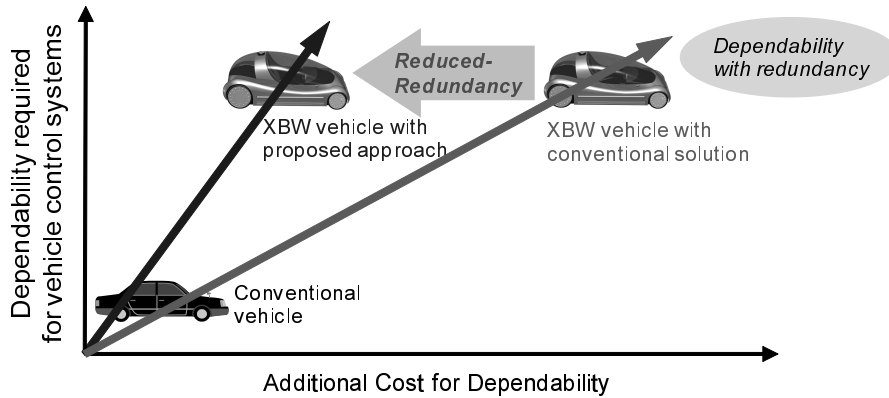 Dependability required
for vehicle control systems
Reduced-
Redundancy
Dependability
with redundancy
XBW vehicle with
proposed approach
XBW vehicle with
conventional solution
Conventional
vehicle
Additional Cost for Dependability